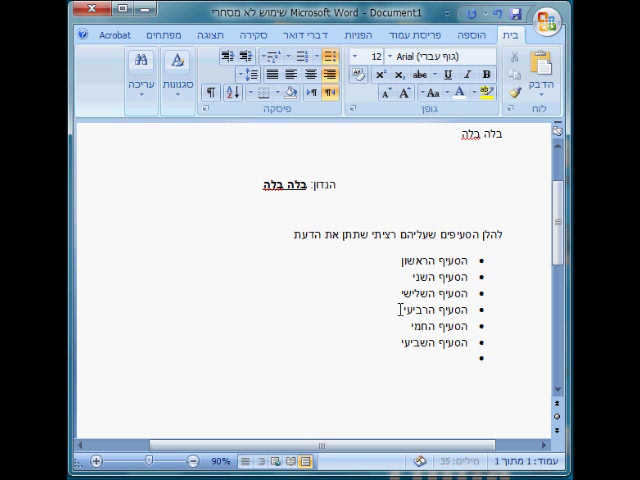 Document1 - Microsoft Word שימוש לא מסחרי
בית הוספה פריסת עמוד הפניות דברי דואר סקירה תצוגה מפתחים Acrobat
Arial (גוף עברי) 12
הדבק
סגנונות
עריכה
לוח
גופן
פיסקה
בלה בלה
הנדון: בלה בלה
להלן הסעיפים שעליהם רציתי שתתן את הדעת
• הסעיף הראשון
• הסעיף השני
• הסעיף השלישי
• הסעיף הרביעי
• הסעיף החמי
• הסעיף השביעי
•
עמוד: 1 מתוך 1
מילים: 35
90%